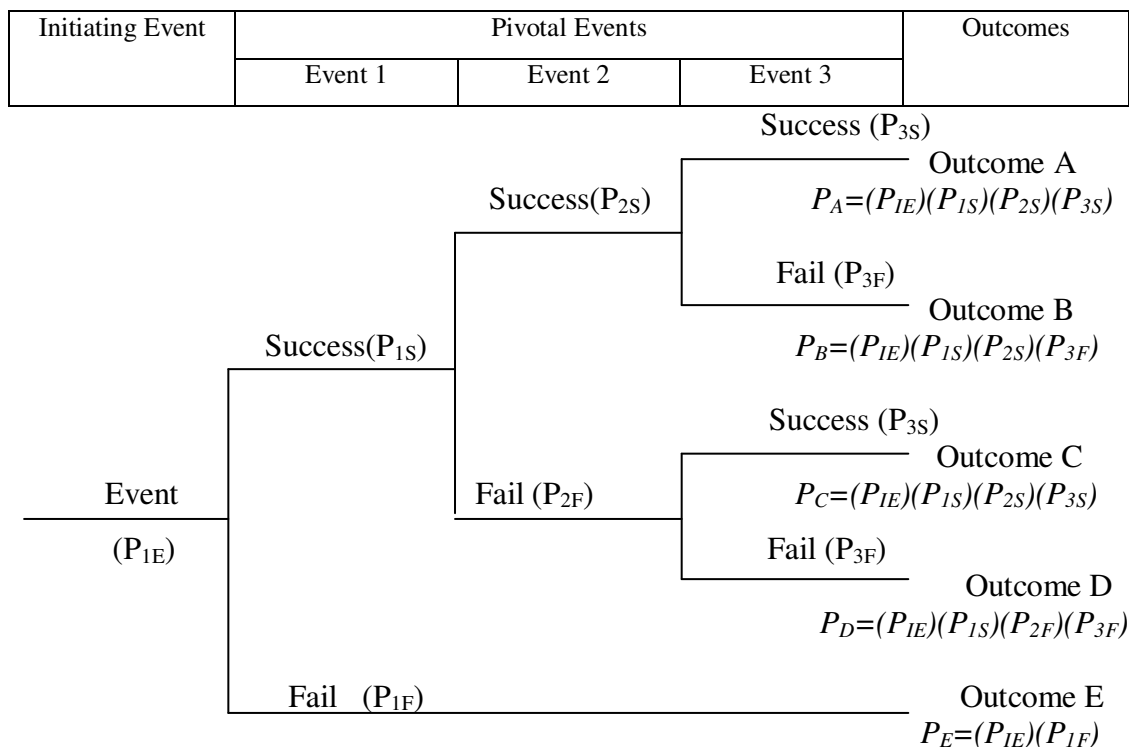 Initiating Event Pivotal Events Outcomes
Event 1 Event 2 Event 3
Success (P3S)
Outcome A
Success(P2S) PA=(PIE)(P1S)(P2S)(P3S)
Fail (P3F)
Outcome B
Success(P1S) PB=(PIE)(P1S)(P2S)(P3F)
Success (P3S)
Outcome C
Event Fail (P2F) PC=(PIE)(P1S)(P2S)(P3S)
(P1E) Fail (P3F)
Outcome D
PD=(PIE)(P1S)(P2F)(P3F)
Fail (P1F) Outcome E
PE=(PIE)(P1F)